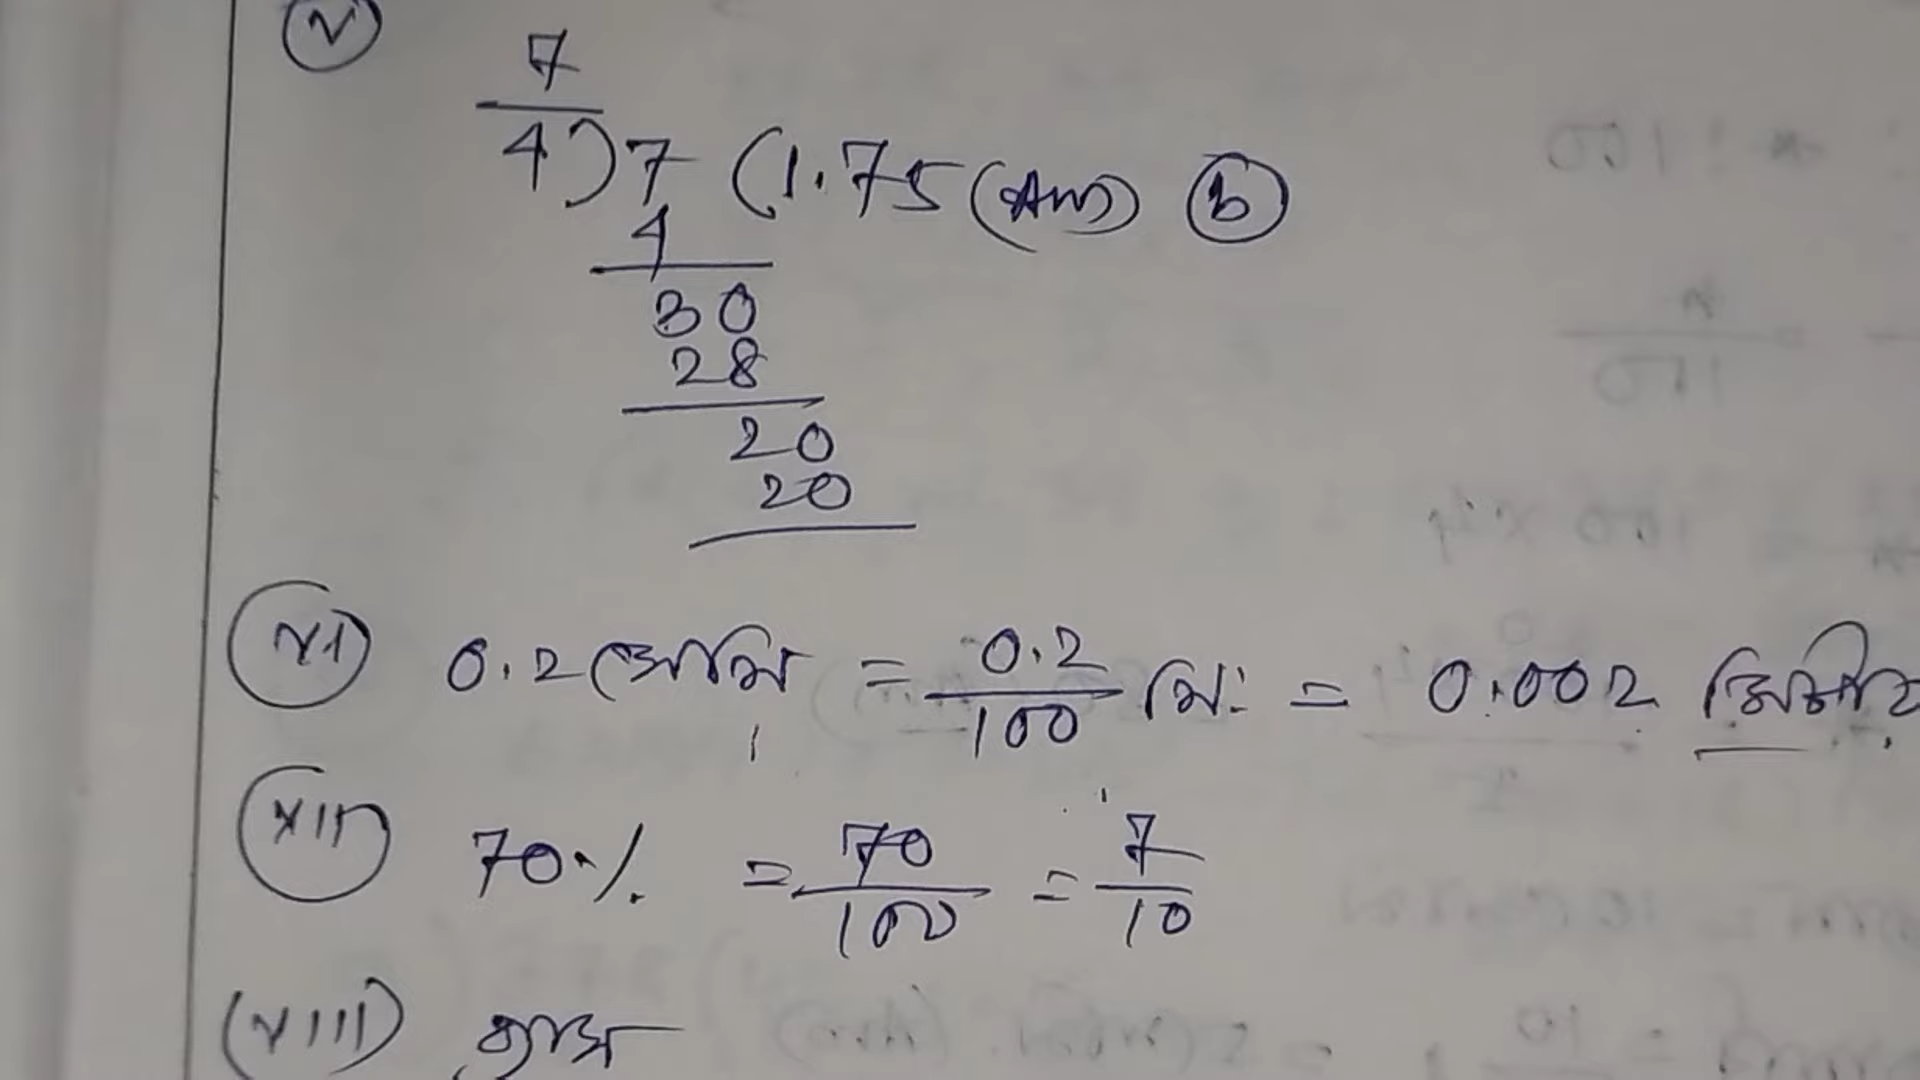 (v)
7
4)7(1.75 (Ans) (b)
4
30
28
20
20
(vi) 0.2 সেমি = 0.2/100 মি: = 0.002 মিটার
(vii) 70% = 70/100 = 7/10
(viii) হ্রাস